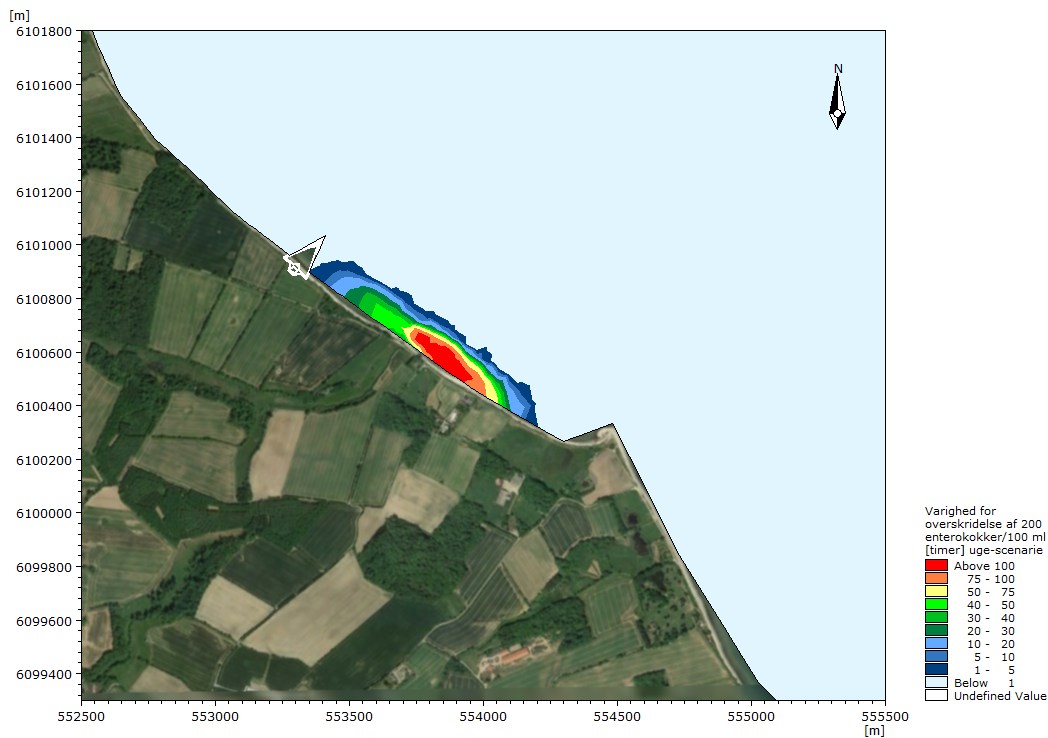 [m]
6101800
6101600
6101400
6101200
6101000
6100800
6100600
6100400
6100200
6100000
6099800
6099600
6099400
552500 553000 553500 554000 554500 555000 555500
[m]
N
Varighed for
overskridelse af 200
enterokokker/100 ml
[timer] uge-scenarie
Above 100
75 - 100
50 - 75
40 - 50
30 - 40
20 - 30
10 - 20
5 - 10
1 - 5
Below 1
Undefined Value